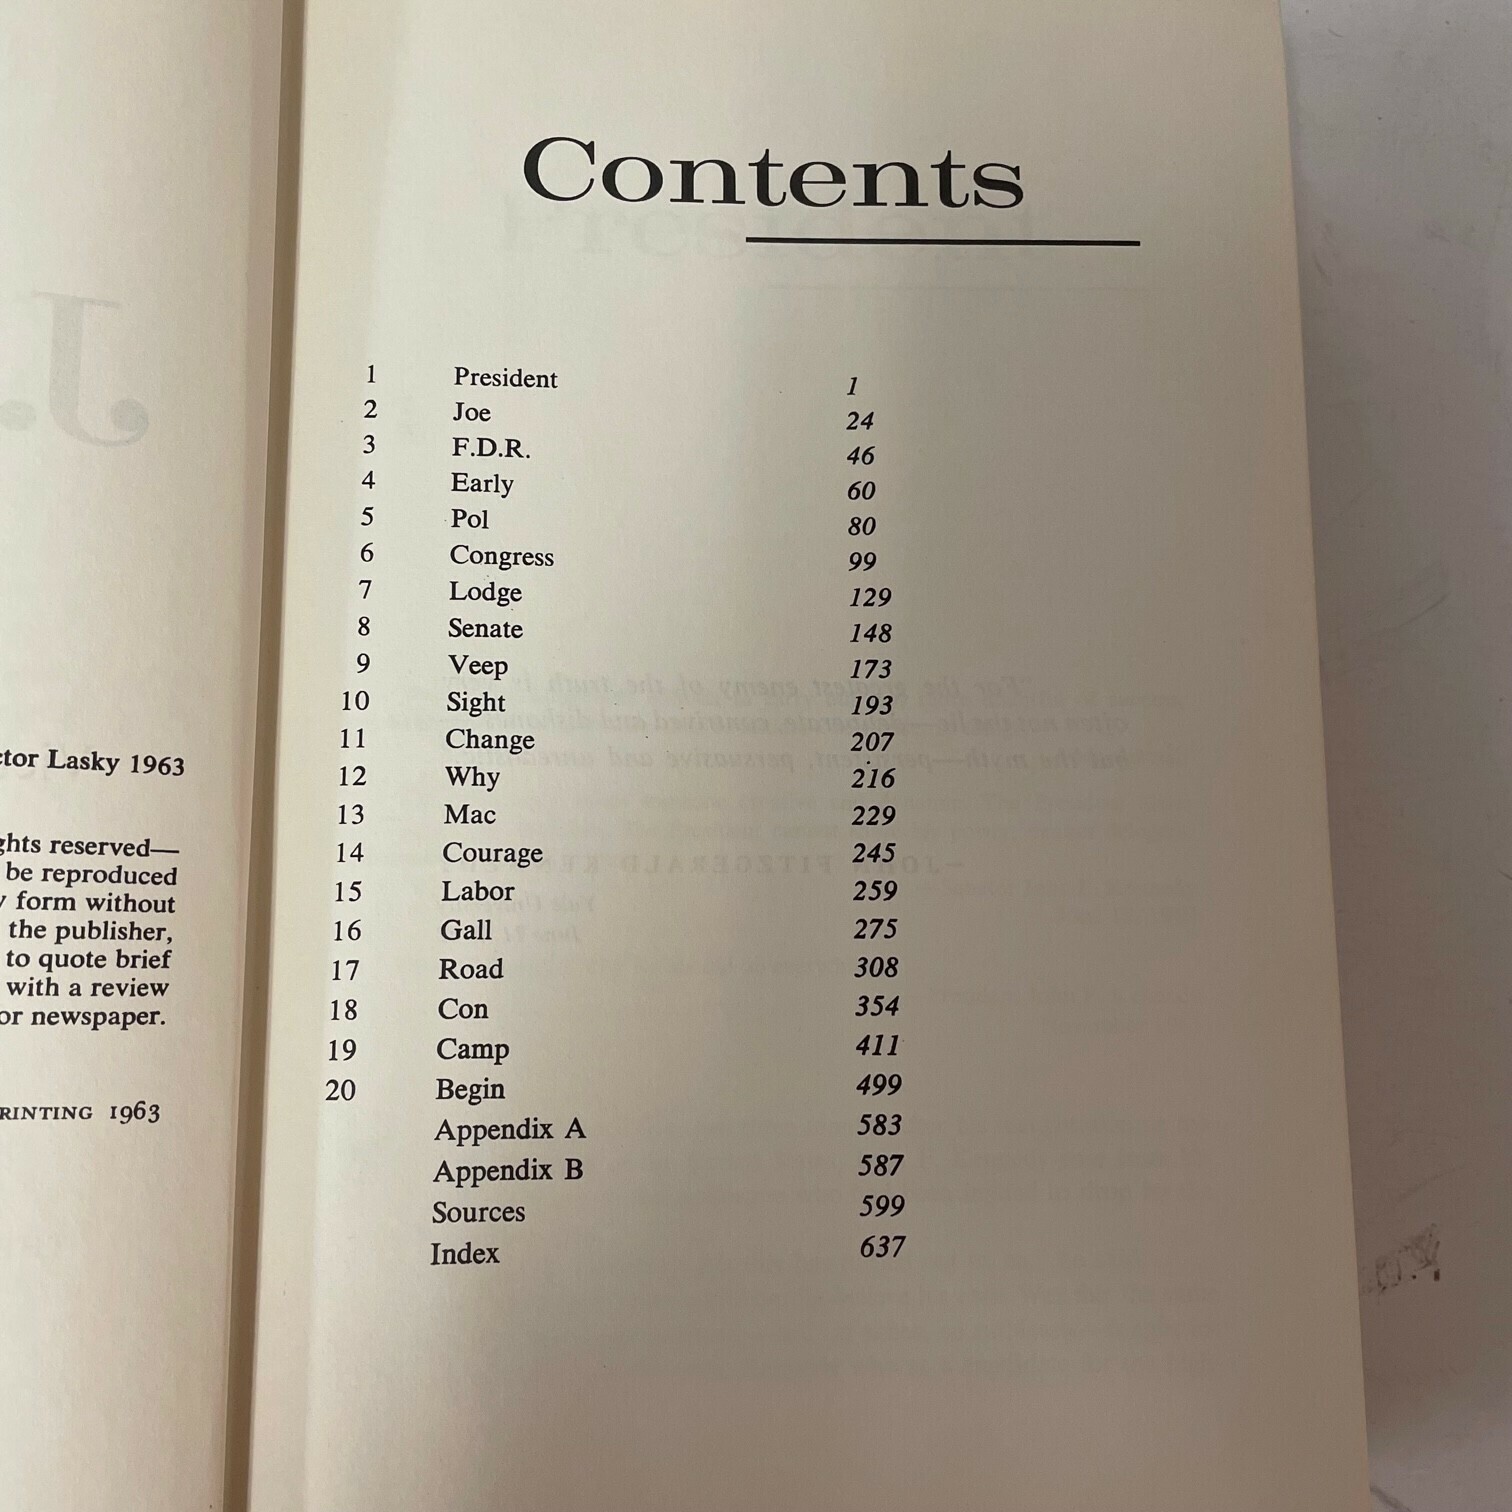 ctor Lasky 1963
ghts reserved—
be reproduced
form without
the publisher,
to quote brief
with a review
or newspaper.
RINTING 1963
Contents
1 President 1
2 Joe 24
3 F.D.R. 46
4 Early 60
5 Pol 80
6 Congress 99
7 Lodge 129
8 Senate 148
9 Veep 173
10 Sight 193
11 Change 207
12 Why 216
13 Mac 229
14 Courage 245
15 Labor 259
16 Gall 275
17 Road 308
18 Con 354
19 Camp 411
20 Begin 499
Appendix A 583
Appendix B 587
Sources 599
Index 637